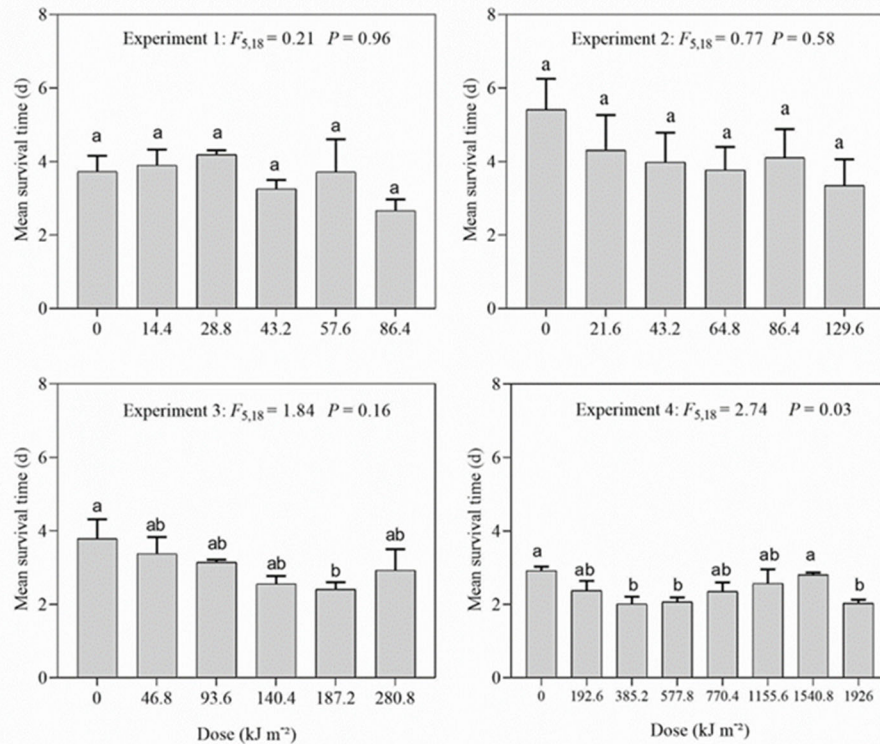 Experiment 1: F5,18 = 0.21 P = 0.96
Mean survival time (d)
8
6
4
2
0
a a a a a a
0 14.4 28.8 43.2 57.6 86.4
Experiment 2: F5,18 = 0.77 P = 0.58
Mean survival time (d)
8
6
4
2
0
a a a a a a
0 21.6 43.2 64.8 86.4 129.6
Experiment 3: F5,18 = 1.84 P = 0.16
Mean survival time (d)
8
6
4
2
0
a ab ab ab b ab
0 46.8 93.6 140.4 187.2 280.8
Dose (kJ m⁻²)
Experiment 4: F5,18 = 2.74 P = 0.03
Mean survival time (d)
8
6
4
2
0
a ab b b ab ab a b
0 192.6 385.2 577.8 770.4 1155.6 1540.8 1926
Dose (kJ m⁻²)